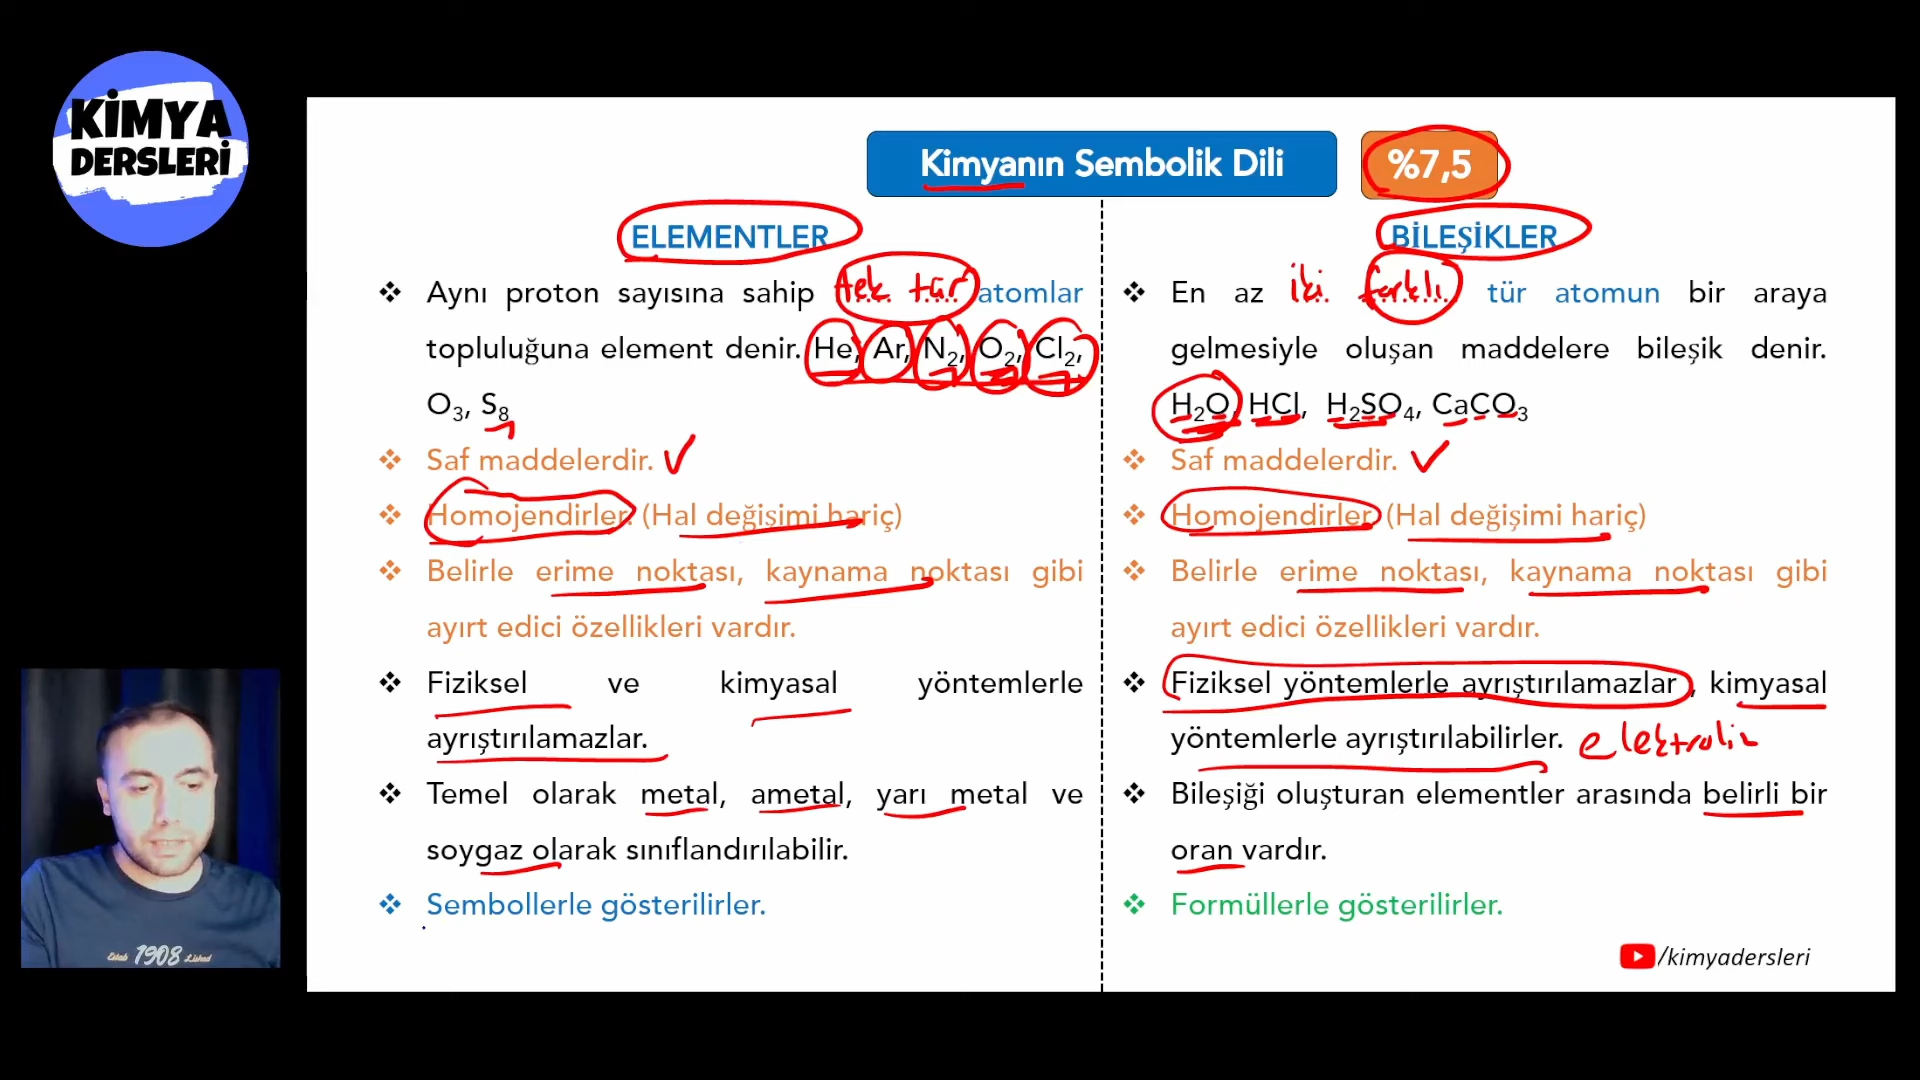 KİMYA
DERSLERİ
Kimyanın Sembolik Dili
%7,5
ELEMENTLER
❖ Aynı proton sayısına sahip tek tür atomlar
topluluğuna element denir. He, Ar, N₂, O₂, Cl₂,
O₃, S₈
❖ Saf maddelerdir. ✓
❖ Homojendirler. (Hal değişimi hariç)
❖ Belirle erime noktası, kaynama noktası gibi
ayırt edici özellikleri vardır.
❖ Fiziksel ve kimyasal yöntemlerle
ayrıştırılamazlar.
❖ Temel olarak metal, ametal, yarı metal ve
soygaz olarak sınıflandırılabilir.
❖ Sembollerle gösterilirler.
BİLEŞİKLER
❖ En az iki farklı tür atomun bir araya
gelmesiyle oluşan maddelere bileşik denir.
H₂O, HCl, H₂SO₄, CaCO₃
❖ Saf maddelerdir. ✓
❖ Homojendirler. (Hal değişimi hariç)
❖ Belirle erime noktası, kaynama noktası gibi
ayırt edici özellikleri vardır.
❖ Fiziksel yöntemlerle ayrıştırılamazlar , kimyasal
yöntemlerle ayrıştırılabilirler. elektroliz
❖ Bileşiği oluşturan elementler arasında belirli bir
oran vardır.
❖ Formüllerle gösterilirler.
/kimyadersleri
1908